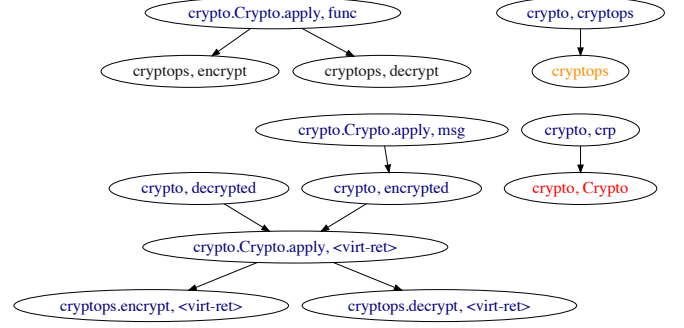 crypto.Crypto.apply, func
crypto, cryptops
cryptops, encrypt
cryptops, decrypt
cryptops
crypto.Crypto.apply, msg
crypto, crp
crypto, decrypted
crypto, encrypted
crypto, Crypto
crypto.Crypto.apply, <virt-ret>
cryptops.encrypt, <virt-ret>
cryptops.decrypt, <virt-ret>